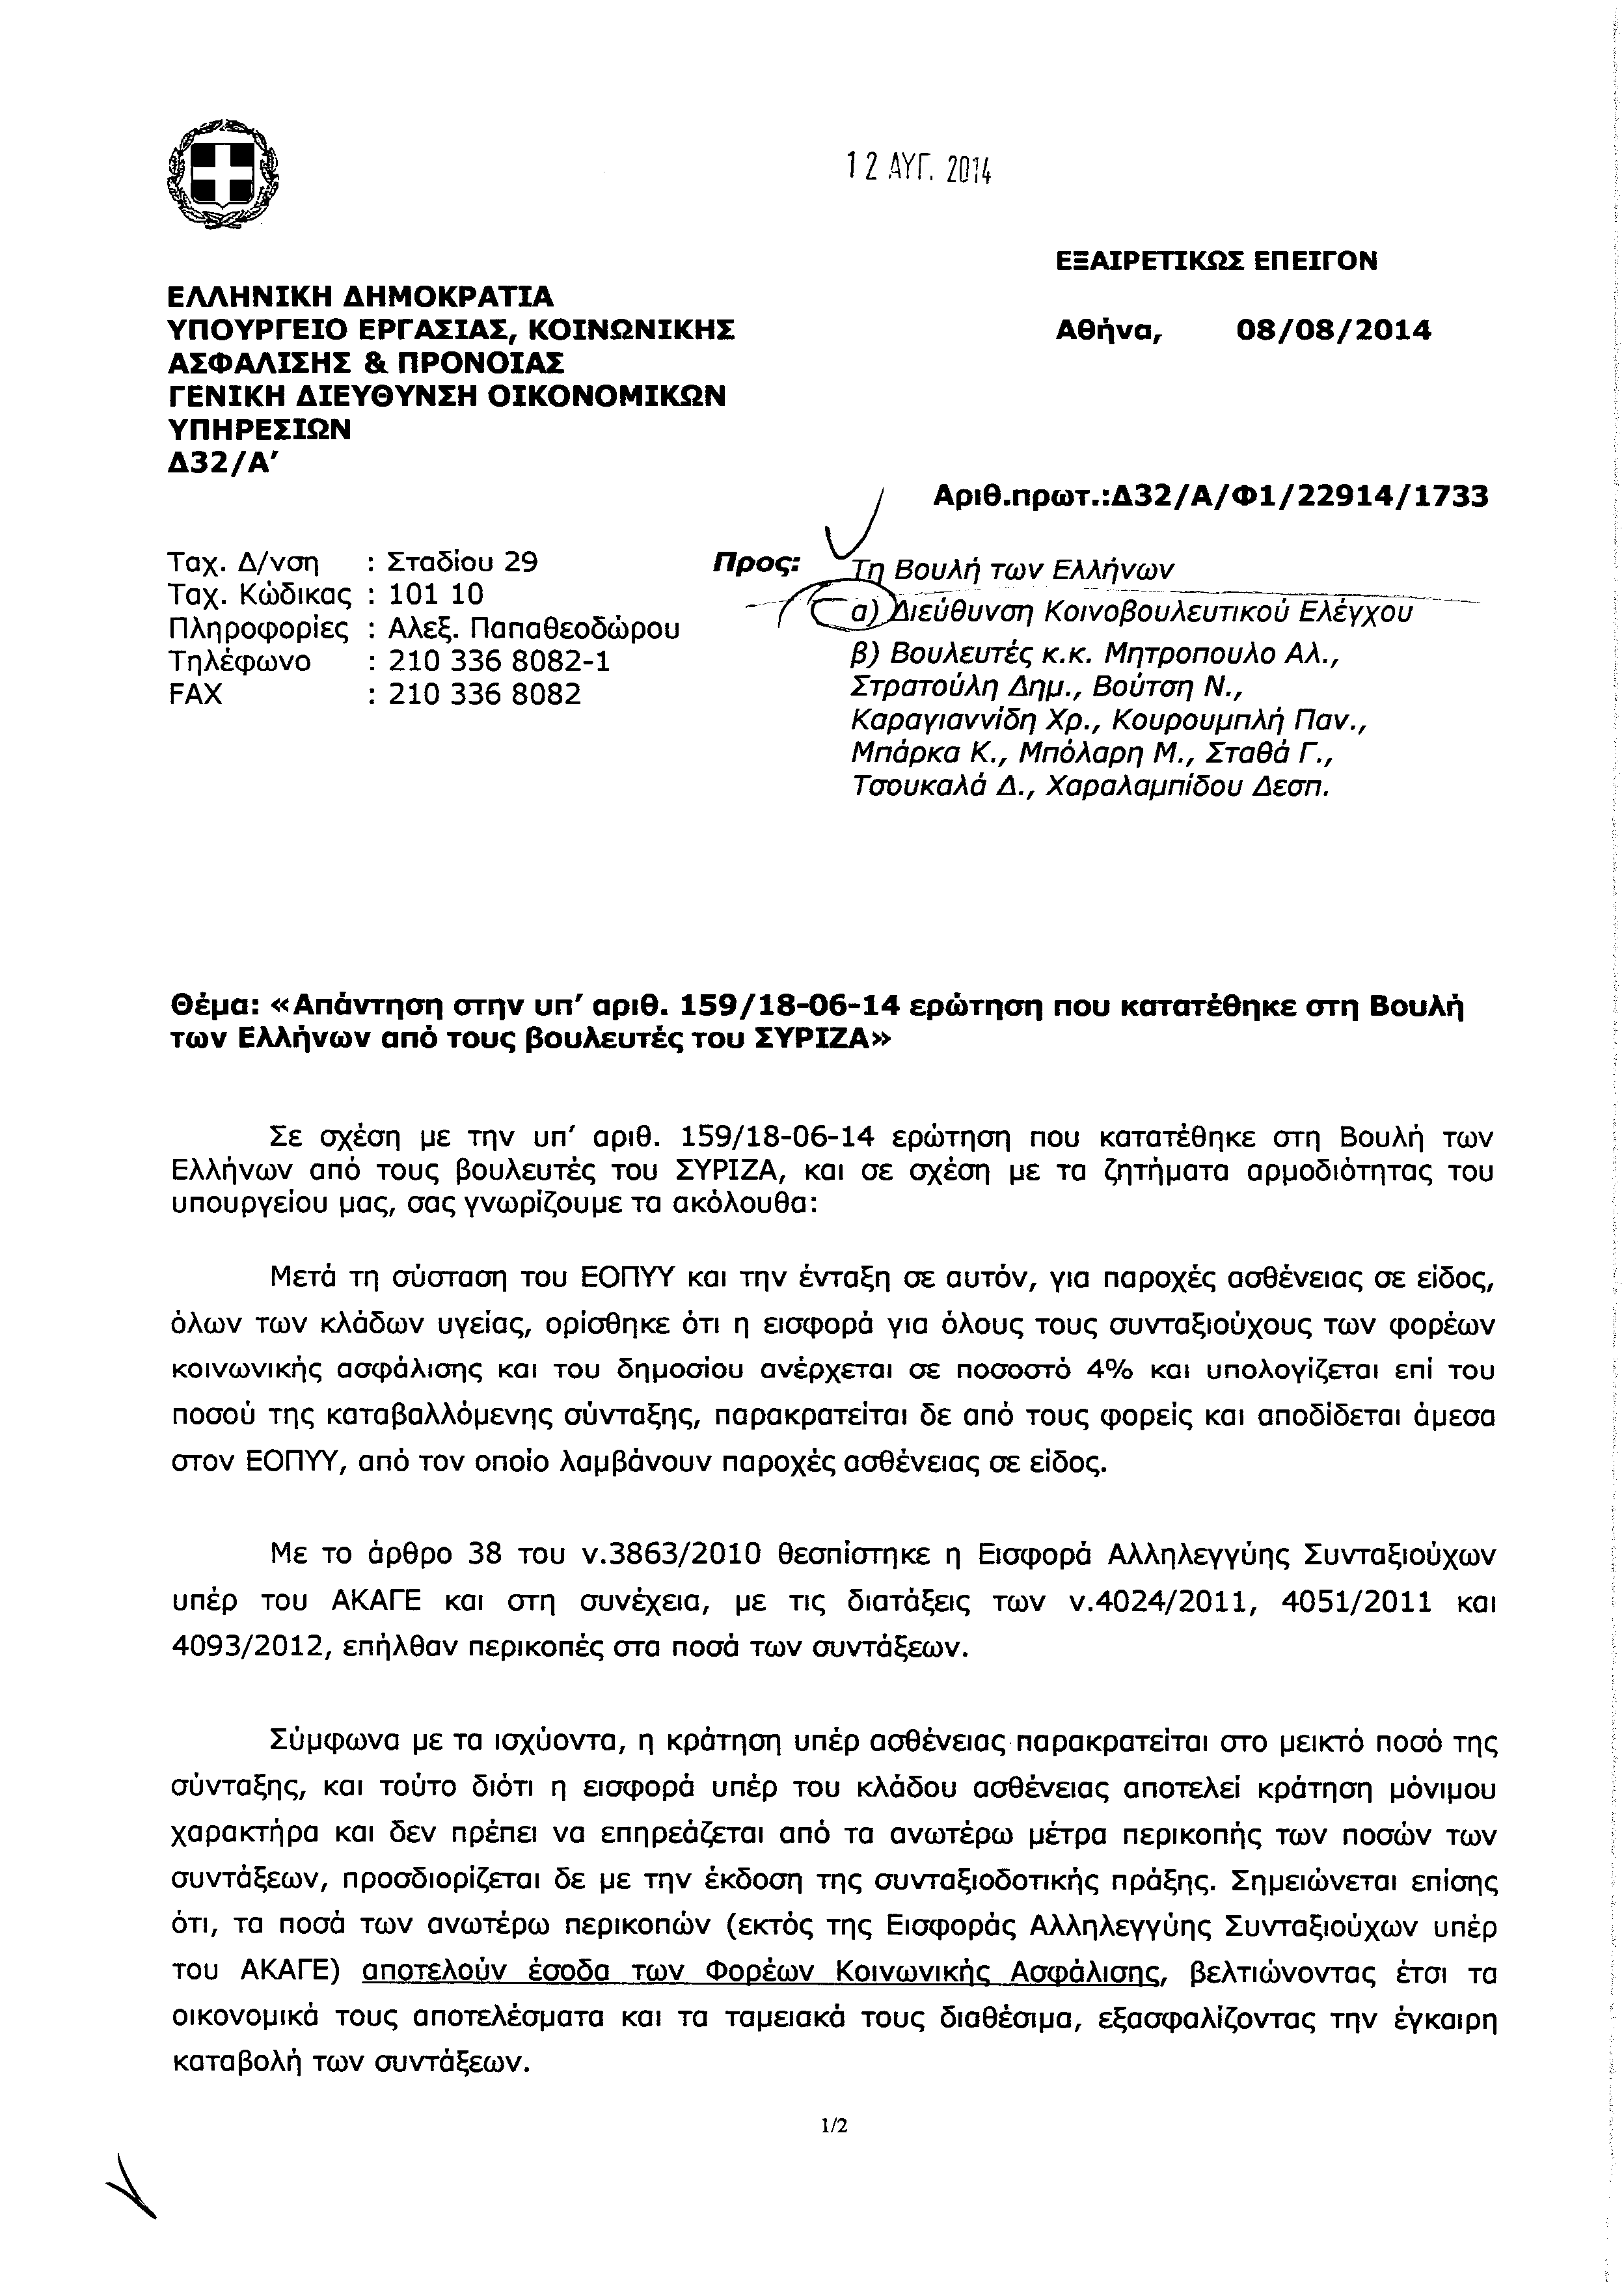 12 ΑΥΓ. 2014
ΕΞΑΙΡΕΤΙΚΩΣ ΕΠΕΙΓΟΝ
ΕΛΛΗΝΙΚΗ ΔΗΜΟΚΡΑΤΙΑ
ΥΠΟΥΡΓΕΙΟ ΕΡΓΑΣΙΑΣ, ΚΟΙΝΩΝΙΚΗΣ
ΑΣΦΑΛΙΣΗΣ & ΠΡΟΝΟΙΑΣ
ΓΕΝΙΚΗ ΔΙΕΥΘΥΝΣΗ ΟΙΚΟΝΟΜΙΚΩΝ
ΥΠΗΡΕΣΙΩΝ
Δ32/Α'
Αθήνα, 08/08/2014
Αριθ.πρωτ.:Δ32/Α/Φ1/22914/1733
Ταχ. Δ/νση : Σταδίου 29
Ταχ. Κώδικας : 101 10
Πληροφορίες : Αλεξ. Παπαθεοδώρου
Τηλέφωνο : 210 336 8082-1
FAX : 210 336 8082
Προς: Τη Βουλή των Ελλήνων
α) Διεύθυνση Κοινοβουλευτικού Ελέγχου
β) Βουλευτές κ.κ. Μητροπουλο Αλ.,
Στρατούλη Δημ., Βούτση Ν.,
Καραγιαννίδη Χρ., Κουρουμπλή Παν.,
Μπάρκα Κ., Μπόλαρη Μ., Σταθά Γ.,
Τσουκαλά Δ., Χαραλαμπίδου Δεσπ.
Θέμα: «Απάντηση στην υπ' αριθ. 159/18-06-14 ερώτηση που κατατέθηκε στη Βουλή
των Ελλήνων από τους βουλευτές του ΣΥΡΙΖΑ»
Σε σχέση με την υπ' αριθ. 159/18-06-14 ερώτηση που κατατέθηκε στη Βουλή των
Ελλήνων από τους βουλευτές του ΣΥΡΙΖΑ, και σε σχέση με τα ζητήματα αρμοδιότητας του
υπουργείου μας, σας γνωρίζουμε τα ακόλουθα:
Μετά τη σύσταση του ΕΟΠΥΥ και την ένταξη σε αυτόν, για παροχές ασθένειας σε είδος,
όλων των κλάδων υγείας, ορίσθηκε ότι η εισφορά για όλους τους συνταξιούχους των φορέων
κοινωνικής ασφάλισης και του δημοσίου ανέρχεται σε ποσοστό 4% και υπολογίζεται επί του
ποσού της καταβαλλόμενης σύνταξης, παρακρατείται δε από τους φορείς και αποδίδεται άμεσα
στον ΕΟΠΥΥ, από τον οποίο λαμβάνουν παροχές ασθένειας σε είδος.
Με το άρθρο 38 του ν.3863/2010 θεσπίστηκε η Εισφορά Αλληλεγγύης Συνταξιούχων
υπέρ του ΑΚΑΓΕ και στη συνέχεια, με τις διατάξεις των ν.4024/2011, 4051/2011 και
4093/2012, επήλθαν περικοπές στα ποσά των συντάξεων.
Σύμφωνα με τα ισχύοντα, η κράτηση υπέρ ασθένειας παρακρατείται στο μεικτό ποσό της
σύνταξης, και τούτο διότι η εισφορά υπέρ του κλάδου ασθένειας αποτελεί κράτηση μόνιμου
χαρακτήρα και δεν πρέπει να επηρεάζεται από τα ανωτέρω μέτρα περικοπής των ποσών των
συντάξεων, προσδιορίζεται δε με την έκδοση της συνταξιοδοτικής πράξης. Σημειώνεται επίσης
ότι, τα ποσά των ανωτέρω περικοπών (εκτός της Εισφοράς Αλληλεγγύης Συνταξιούχων υπέρ
του ΑΚΑΓΕ) αποτελούν έσοδα των Φορέων Κοινωνικής Ασφάλισης, βελτιώνοντας έτσι τα
οικονομικά τους αποτελέσματα και τα ταμειακά τους διαθέσιμα, εξασφαλίζοντας την έγκαιρη
καταβολή των συντάξεων.
1/2